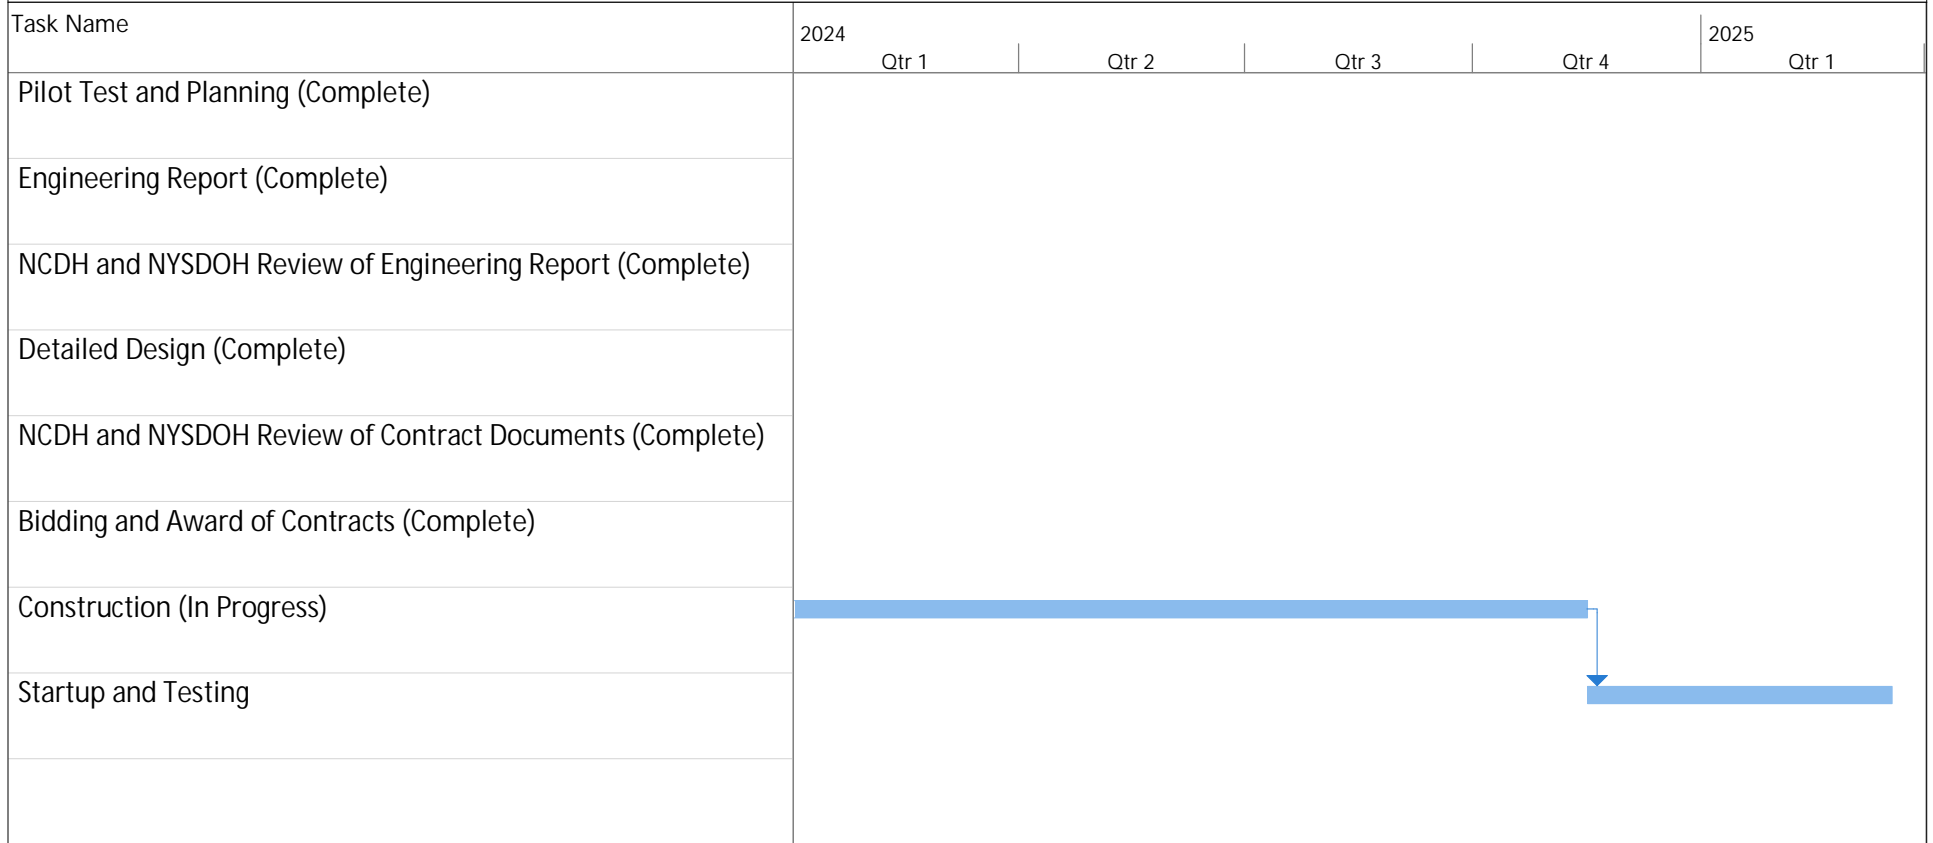 Task Name
2024
2025
Qtr 1
Qtr 2
Qtr 3
Qtr 4
Qtr 1
Pilot Test and Planning (Complete)
Engineering Report (Complete)
NCDH and NYSDOH Review of Engineering Report (Complete)
Detailed Design (Complete)
NCDH and NYSDOH Review of Contract Documents (Complete)
Bidding and Award of Contracts (Complete)
Construction (In Progress)
Startup and Testing